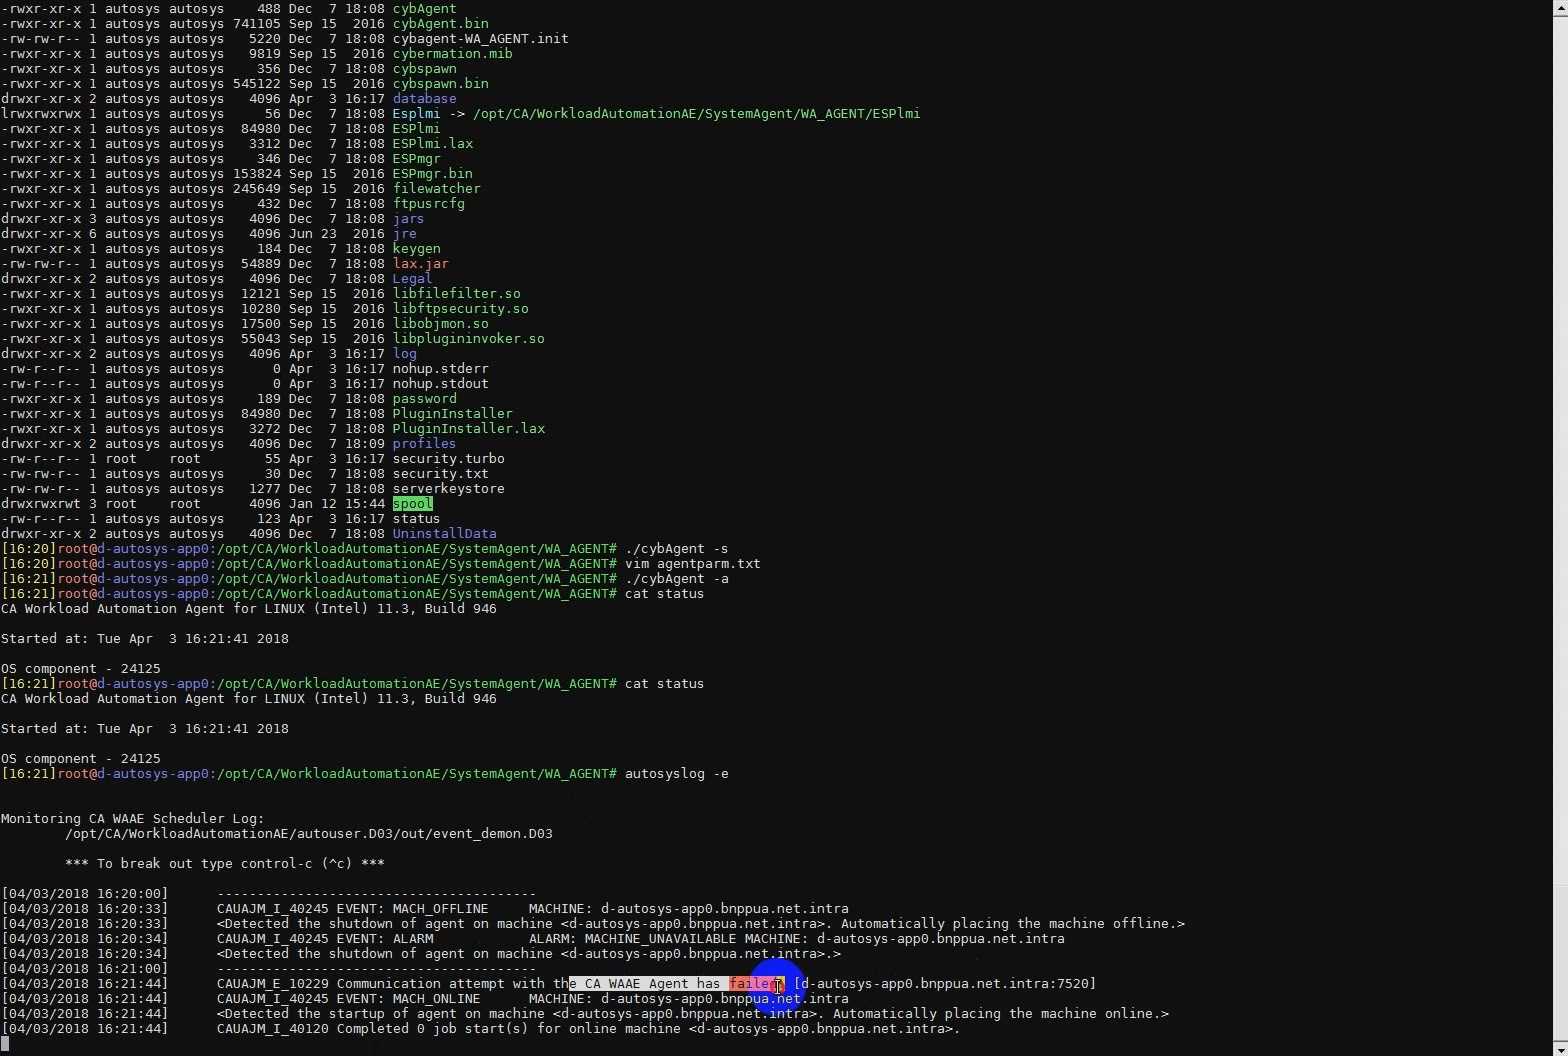 -rwxr-xr-x 1 autosys autosys    488 Dec  7 18:08 cybAgent
-rwxr-xr-x 1 autosys autosys 741105 Sep 15  2016 cybAgent.bin
-rw-rw-r-- 1 autosys autosys   5220 Dec  7 18:08 cybagent-WA_AGENT.init
-rwxr-xr-x 1 autosys autosys   9819 Sep 15  2016 cybermation.mib
-rwxr-xr-x 1 autosys autosys    356 Dec  7 18:08 cybspawn
-rwxr-xr-x 1 autosys autosys 545122 Sep 15  2016 cybspawn.bin
drwxr-xr-x 2 autosys autosys   4096 Apr  3 16:17 database
lrwxrwxrwx 1 autosys autosys     56 Dec  7 18:08 Esplmi -> /opt/CA/WorkloadAutomationAE/SystemAgent/WA_AGENT/ESPlmi
-rwxr-xr-x 1 autosys autosys  84980 Dec  7 18:08 ESPlmi
-rwxr-xr-x 1 autosys autosys   3312 Dec  7 18:08 ESPlmi.lax
-rwxr-xr-x 1 autosys autosys    346 Dec  7 18:08 ESPmgr
-rwxr-xr-x 1 autosys autosys 153824 Sep 15  2016 ESPmgr.bin
-rwxr-xr-x 1 autosys autosys 245649 Sep 15  2016 filewatcher
-rwxr-xr-x 1 autosys autosys    432 Dec  7 18:08 ftpusrcfg
drwxr-xr-x 3 autosys autosys   4096 Dec  7 18:08 jars
drwxr-xr-x 6 autosys autosys   4096 Jun 23  2016 jre
-rwxr-xr-x 1 autosys autosys    184 Dec  7 18:08 keygen
-rw-rw-r-- 1 autosys autosys  54889 Dec  7 18:08 lax.jar
drwxr-xr-x 2 autosys autosys   4096 Dec  7 18:08 Legal
-rwxr-xr-x 1 autosys autosys  12121 Sep 15  2016 libfilefilter.so
-rwxr-xr-x 1 autosys autosys  10280 Sep 15  2016 libftpsecurity.so
-rwxr-xr-x 1 autosys autosys  17500 Sep 15  2016 libobjmon.so
-rwxr-xr-x 1 autosys autosys  55043 Sep 15  2016 libplugininvoker.so
drwxr-xr-x 2 autosys autosys   4096 Apr  3 16:17 log
-rw-r--r-- 1 autosys autosys      0 Apr  3 16:17 nohup.stderr
-rw-r--r-- 1 autosys autosys      0 Apr  3 16:17 nohup.stdout
-rwxr-xr-x 1 autosys autosys    189 Dec  7 18:08 password
-rwxr-xr-x 1 autosys autosys  84980 Dec  7 18:08 PluginInstaller
-rwxr-xr-x 1 autosys autosys   3272 Dec  7 18:08 PluginInstaller.lax
drwxr-xr-x 2 autosys autosys   4096 Dec  7 18:09 profiles
-rw-r--r-- 1 root    root        55 Apr  3 16:17 security.turbo
-rw-rw-r-- 1 autosys autosys     30 Dec  7 18:08 security.txt
-rw-rw-r-- 1 autosys autosys   1277 Dec  7 18:08 serverkeystore
drwxrwxrwt 3 root    root      4096 Jan 12 15:44 spool
-rw-r--r-- 1 autosys autosys    123 Apr  3 16:17 status
drwxr-xr-x 2 autosys autosys   4096 Dec  7 18:08 UninstallData
[16:20]root@d-autosys-app0:/opt/CA/WorkloadAutomationAE/SystemAgent/WA_AGENT# ./cybAgent -s
[16:20]root@d-autosys-app0:/opt/CA/WorkloadAutomationAE/SystemAgent/WA_AGENT# vim agentparm.txt
[16:21]root@d-autosys-app0:/opt/CA/WorkloadAutomationAE/SystemAgent/WA_AGENT# ./cybAgent -a
[16:21]root@d-autosys-app0:/opt/CA/WorkloadAutomationAE/SystemAgent/WA_AGENT# cat status
CA Workload Automation Agent for LINUX (Intel) 11.3, Build 946
Started at: Tue Apr  3 16:21:41 2018
OS component - 24125
[16:21]root@d-autosys-app0:/opt/CA/WorkloadAutomationAE/SystemAgent/WA_AGENT# cat status
CA Workload Automation Agent for LINUX (Intel) 11.3, Build 946
Started at: Tue Apr  3 16:21:41 2018
OS component - 24125
[16:21]root@d-autosys-app0:/opt/CA/WorkloadAutomationAE/SystemAgent/WA_AGENT# autosyslog -e
Monitoring CA WAAE Scheduler Log:
/opt/CA/WorkloadAutomationAE/autouser.D03/out/event_demon.D03
*** To break out type control-c (^c) ***
[04/03/2018 16:20:00]      ----------------------------------------
[04/03/2018 16:20:33]      CAUAJM_I_40245 EVENT: MACH_OFFLINE     MACHINE: d-autosys-app0.bnppua.net.intra
[04/03/2018 16:20:33]      <Detected the shutdown of agent on machine <d-autosys-app0.bnppua.net.intra>. Automatically placing the machine offline.>
[04/03/2018 16:20:34]      CAUAJM_I_40245 EVENT: ALARM            ALARM: MACHINE_UNAVAILABLE MACHINE: d-autosys-app0.bnppua.net.intra
[04/03/2018 16:20:34]      <Detected the shutdown of agent on machine <d-autosys-app0.bnppua.net.intra>.>
[04/03/2018 16:21:00]      ----------------------------------------
[04/03/2018 16:21:44]      CAUAJM_E_10229 Communication attempt with the CA WAAE Agent has failed! [d-autosys-app0.bnppua.net.intra:7520]
[04/03/2018 16:21:44]      CAUAJM_I_40245 EVENT: MACH_ONLINE      MACHINE: d-autosys-app0.bnppua.net.intra
[04/03/2018 16:21:44]      <Detected the startup of agent on machine <d-autosys-app0.bnppua.net.intra>. Automatically placing the machine online.>
[04/03/2018 16:21:44]      CAUAJM_I_40120 Completed 0 job start(s) for online machine <d-autosys-app0.bnppua.net.intra>.